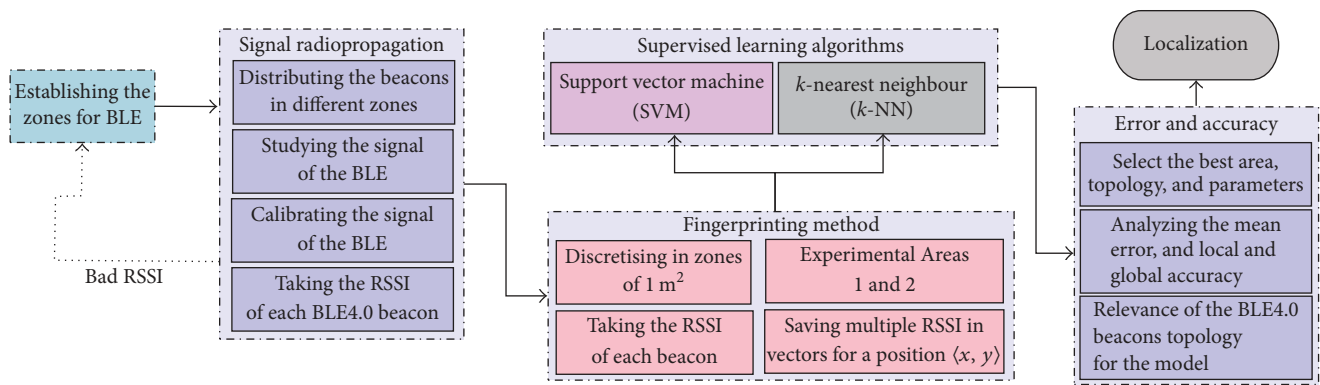 Establishing the
zones for BLE
Bad RSSI
Signal radiopropagation
Distributing the beacons
in different zones
Studying the signal
of the BLE
Calibrating the signal
of the BLE
Taking the RSSI
of each BLE4.0 beacon
Supervised learning algorithms
Support vector machine
(SVM)
k-nearest neighbour
(k-NN)
Fingerprinting method
Discretising in zones
of 1 m²
Experimental Areas
1 and 2
Taking the RSSI
of each beacon
Saving multiple RSSI in
vectors for a position ⟨x, y⟩
Localization
Error and accuracy
Select the best area,
topology, and parameters
Analyzing the mean
error, and local and
global accuracy
Relevance of the BLE4.0
beacons topology
for the model